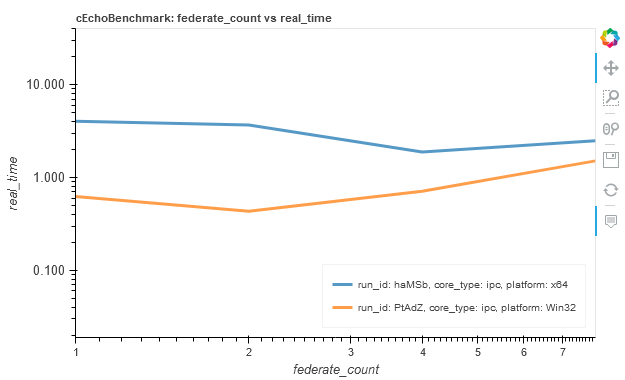 cEchoBenchmark: federate_count vs real_time
10.000
1.000
0.100
real_time
run_id: haMSb, core_type: ipc, platform: x64
run_id: PtAdZ, core_type: ipc, platform: Win32
1 2 3 4 5 6 7
federate_count